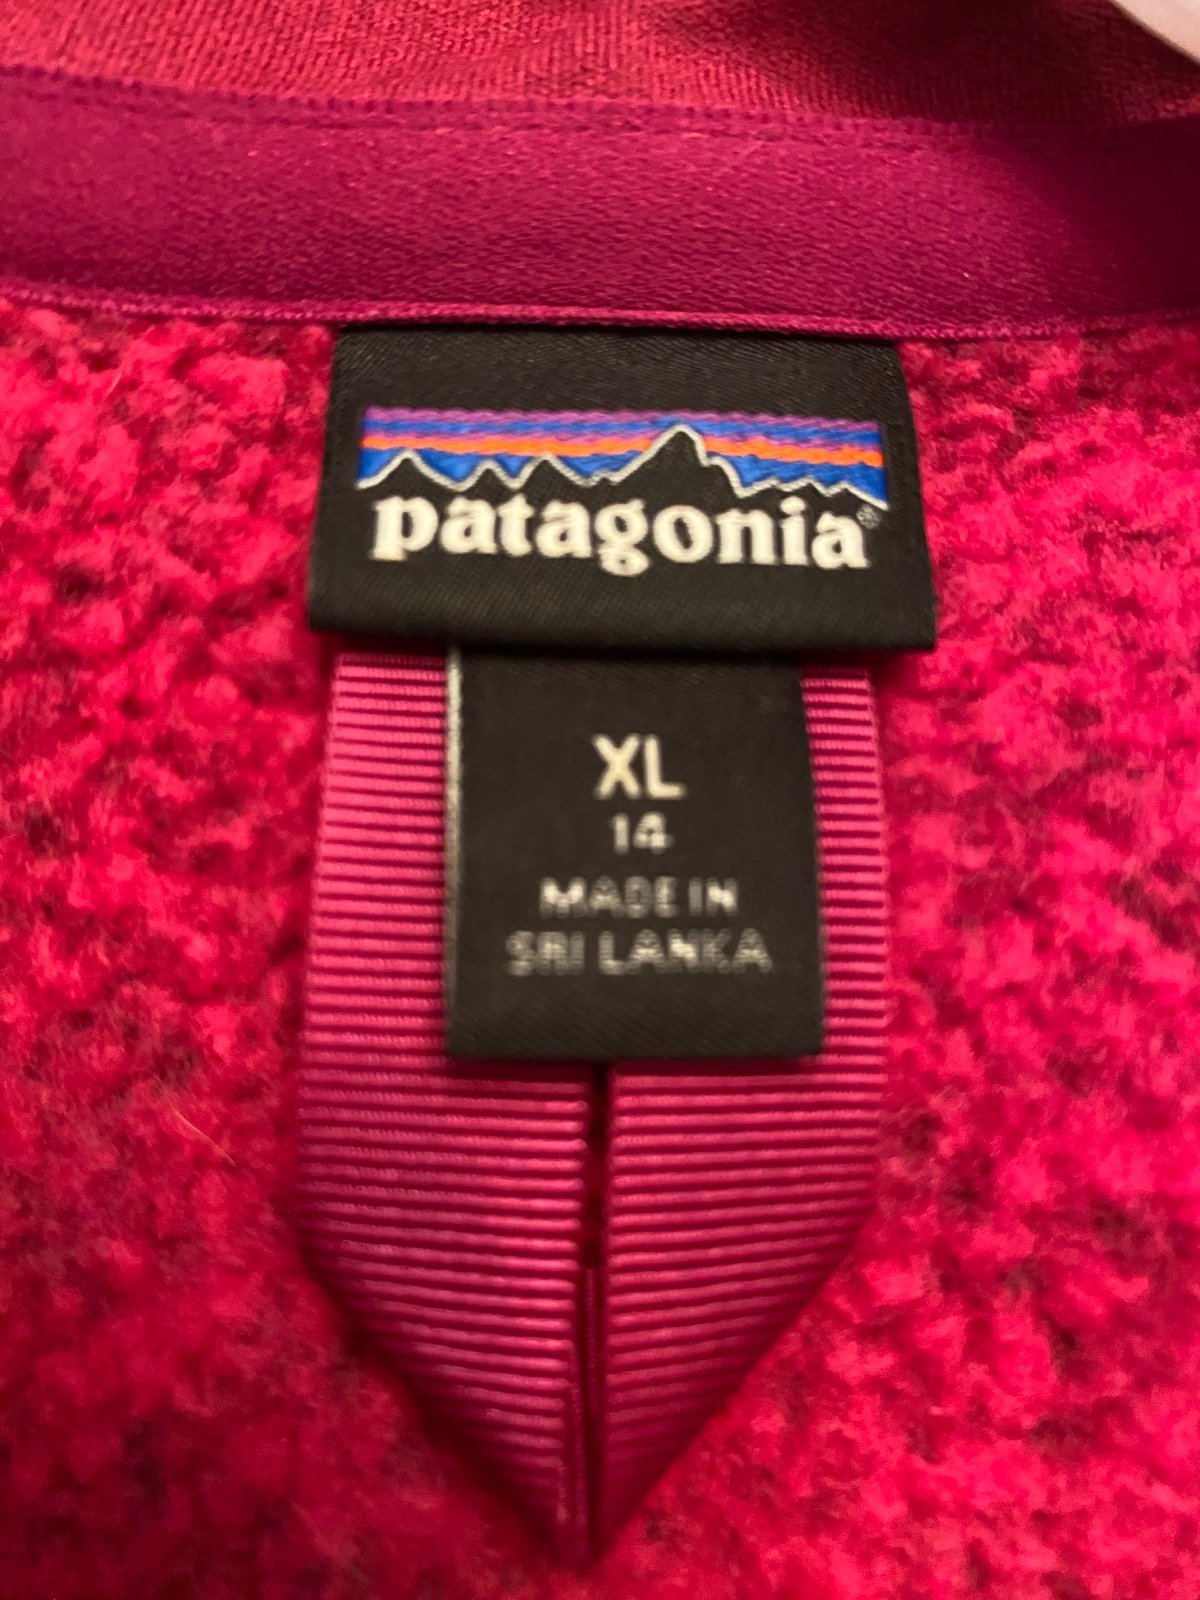 patagonia®
XL
14
MADE IN
SRI LANKA